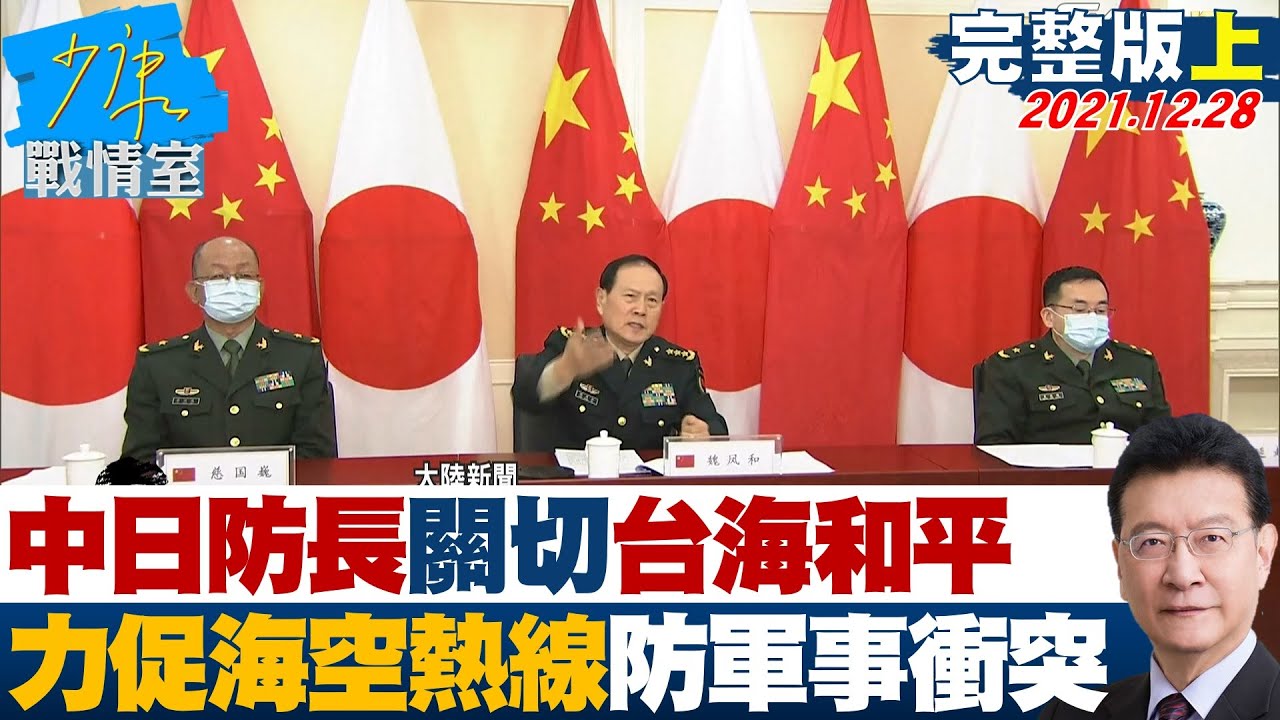 少康
戰情室
完整版上
2021.12.28
慈国巍
魏凤和
大陸新聞
中日防長關切台海和平
力促海空熱線防軍事衝突